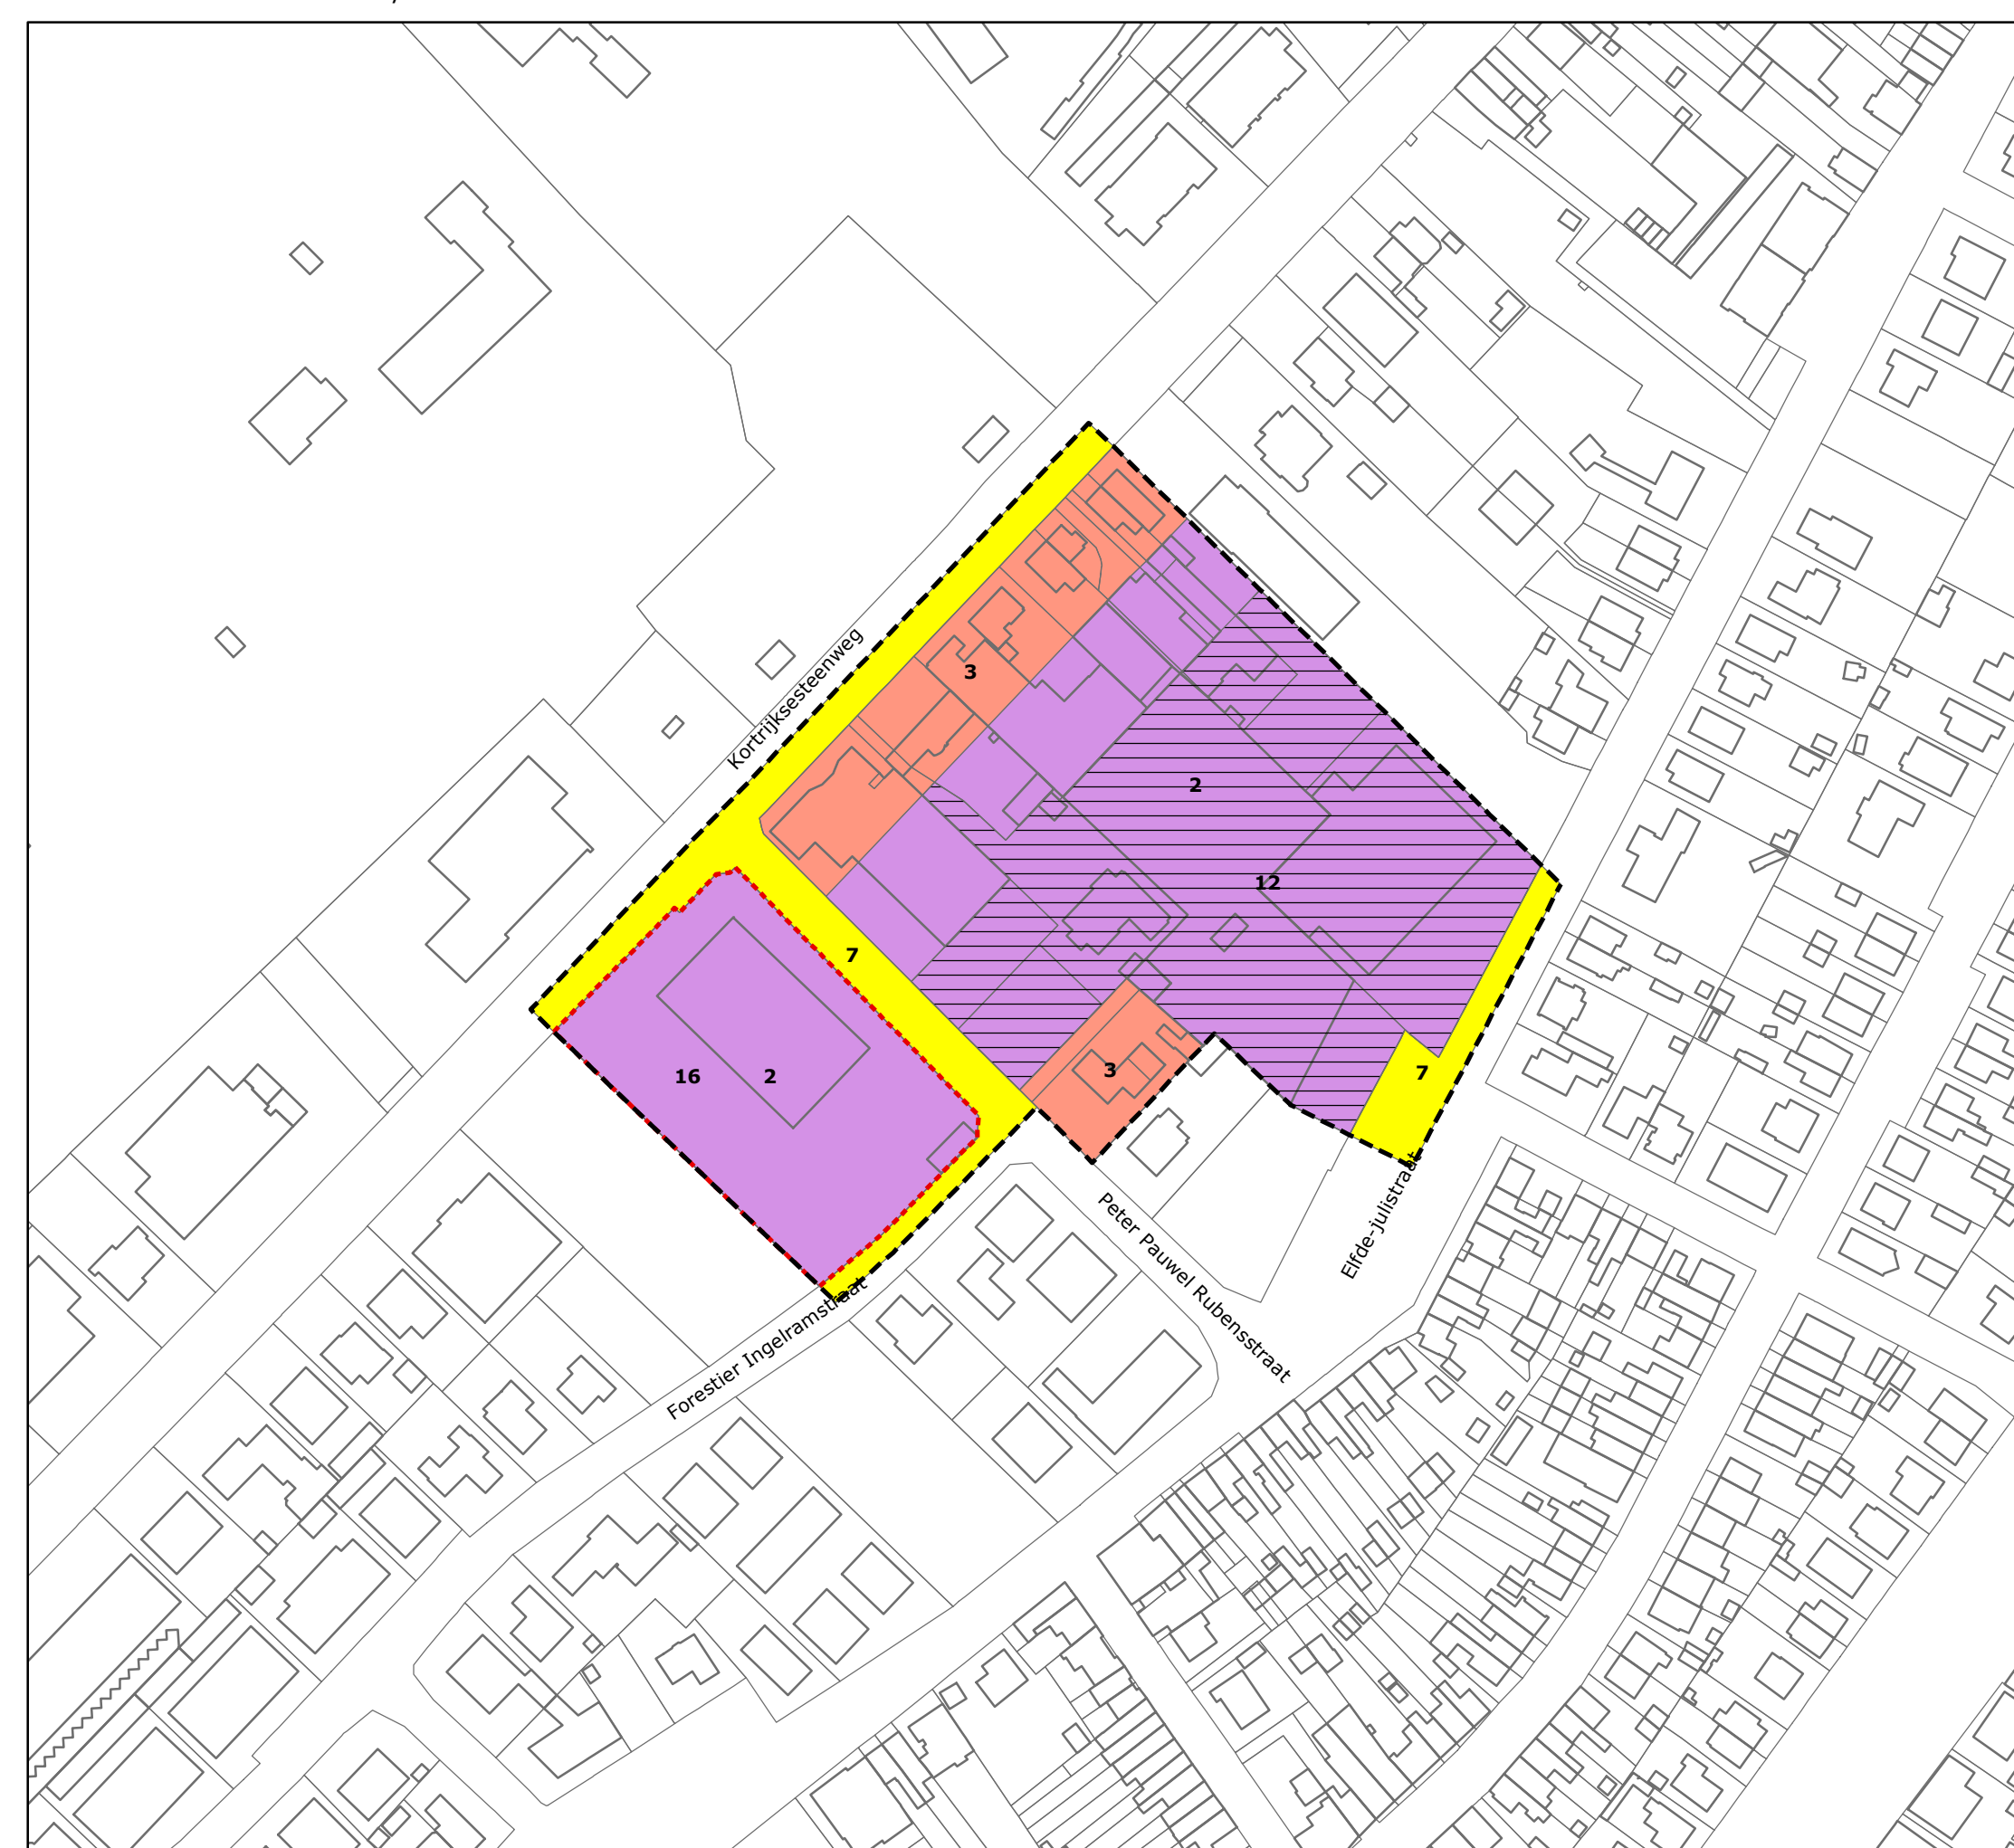 Kortrijksesteenweg
3
2
12
7
16 2
3
7
Peter Pauwel Rubensstraat
Elfde-julistraat
Forestier Ingelramstraat